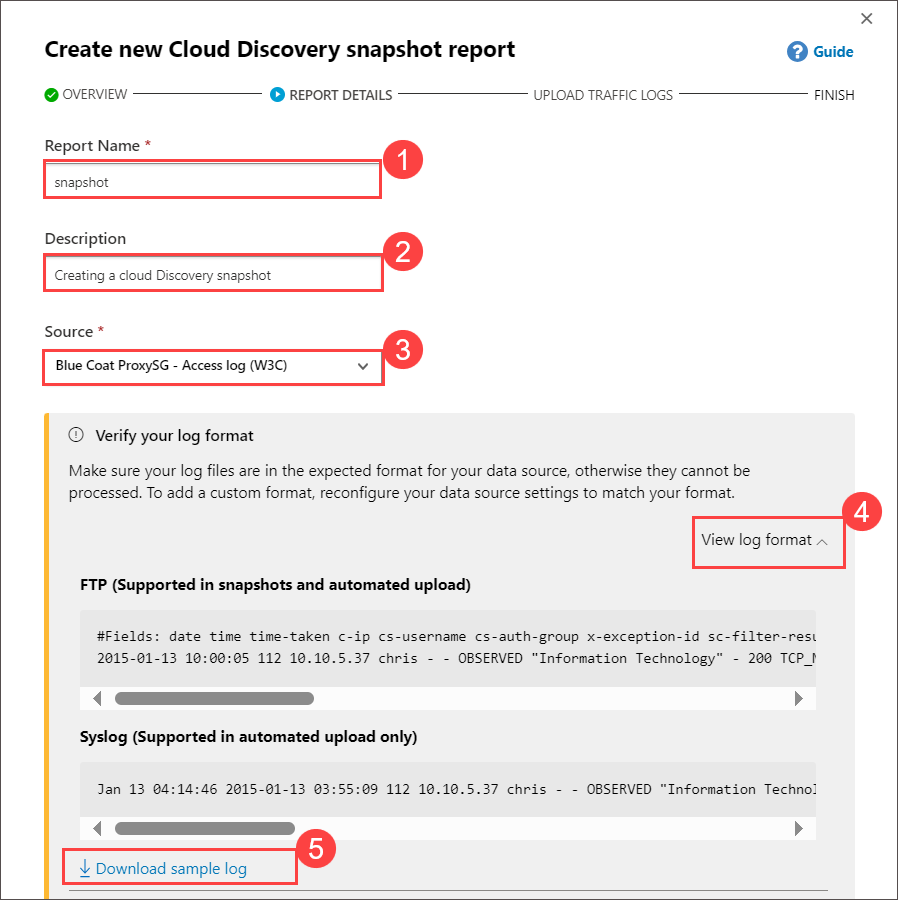 Create new Cloud Discovery snapshot report
? Guide
OVERVIEW REPORT DETAILS UPLOAD TRAFFIC LOGS FINISH
Report Name *
1
snapshot
Description
2
Creating a cloud Discovery snapshot
Source *
3
Blue Coat ProxySG - Access log (W3C)
Verify your log format
Make sure your log files are in the expected format for your data source, otherwise they cannot be
processed. To add a custom format, reconfigure your data source settings to match your format.
4
View log format
FTP (Supported in snapshots and automated upload)
#Fields: date time time-taken c-ip cs-username cs-auth-group x-exception-id sc-filter-resu
2015-01-13 10:00:05 112 10.10.5.37 chris - - OBSERVED "Information Technology" - 200 TCP_M
Syslog (Supported in automated upload only)
Jan 13 04:14:46 2015-01-13 03:55:09 112 10.10.5.37 chris - - OBSERVED "Information Technol
5
Download sample log